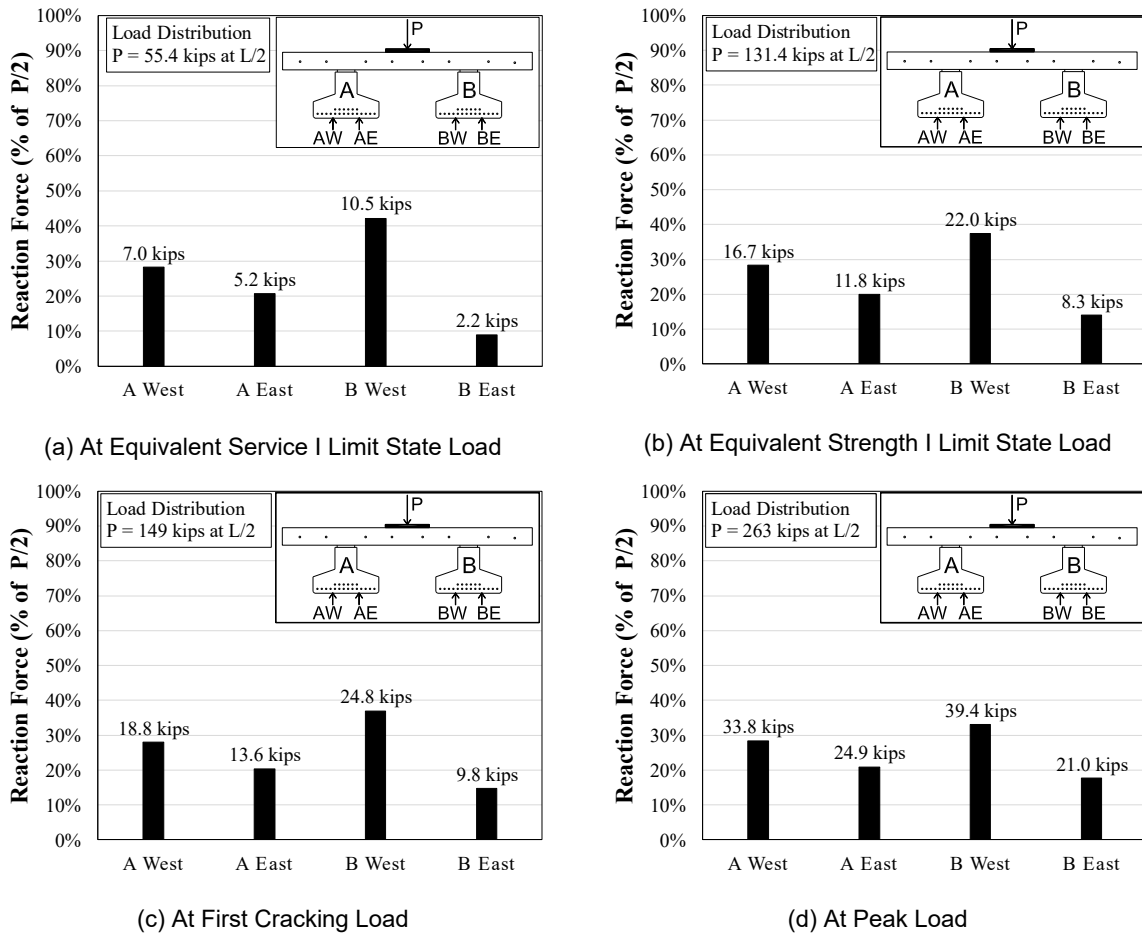 Reaction Force (% of P/2)
100%
90%
80%
70%
60%
50%
40%
30%
20%
10%
0%
Load Distribution
P = 55.4 kips at L/2
P
A
B
AW AE BW BE
7.0 kips
5.2 kips
10.5 kips
2.2 kips
A West A East B West B East
(a) At Equivalent Service I Limit State Load
Reaction Force (% of P/2)
100%
90%
80%
70%
60%
50%
40%
30%
20%
10%
0%
Load Distribution
P = 131.4 kips at L/2
P
A
B
AW AE BW BE
16.7 kips
11.8 kips
22.0 kips
8.3 kips
A West A East B West B East
(b) At Equivalent Strength I Limit State Load
Reaction Force (% of P/2)
100%
90%
80%
70%
60%
50%
40%
30%
20%
10%
0%
Load Distribution
P = 149 kips at L/2
P
A
B
AW AE BW BE
18.8 kips
13.6 kips
24.8 kips
9.8 kips
A West A East B West B East
(c) At First Cracking Load
Reaction Force (% of P/2)
100%
90%
80%
70%
60%
50%
40%
30%
20%
10%
0%
Load Distribution
P = 263 kips at L/2
P
A
B
AW AE BW BE
33.8 kips
24.9 kips
39.4 kips
21.0 kips
A West A East B West B East
(d) At Peak Load